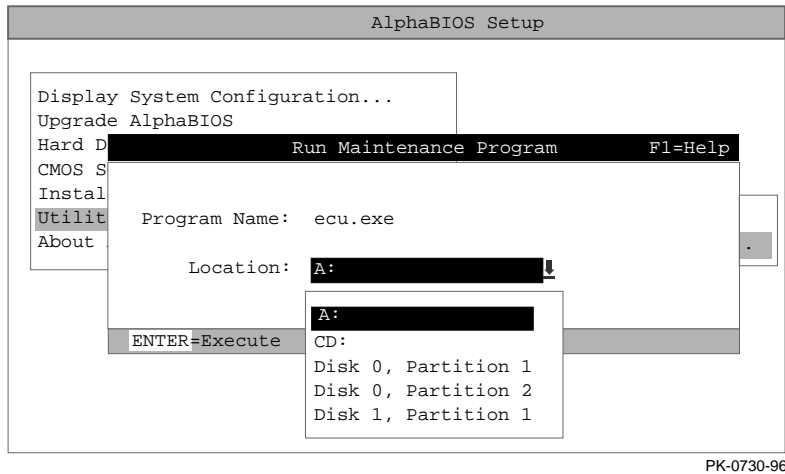 AlphaBIOS Setup
Display System Configuration...
Upgrade AlphaBIOS
Hard D
Run Maintenance Program F1=Help
CMOS S
Instal
Utilit
Program Name: ecu.exe
About
.
Location: A:
A:
ENTER=Execute
CD:
Disk 0, Partition 1
Disk 0, Partition 2
Disk 1, Partition 1
PK-0730-96